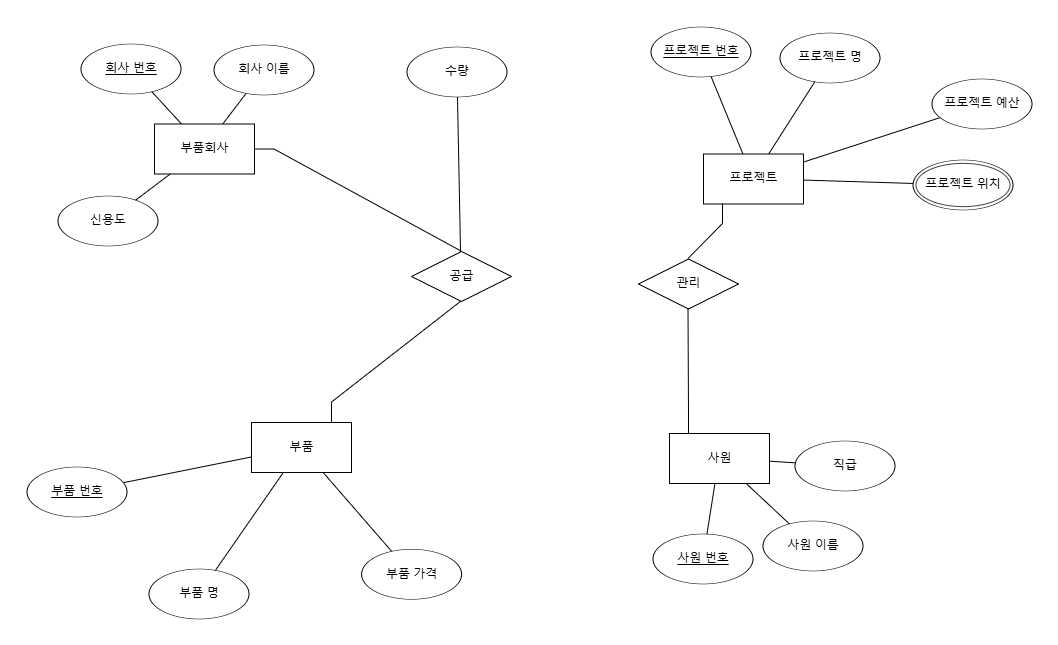 회사 번호
회사 이름
수량
프로젝트 번호
프로젝트 명
프로젝트 예산
부품회사
프로젝트
프로젝트 위치
신용도
공급
관리
부품
사원
직급
부품 번호
사원 이름
사원 번호
부품 가격
부품 명